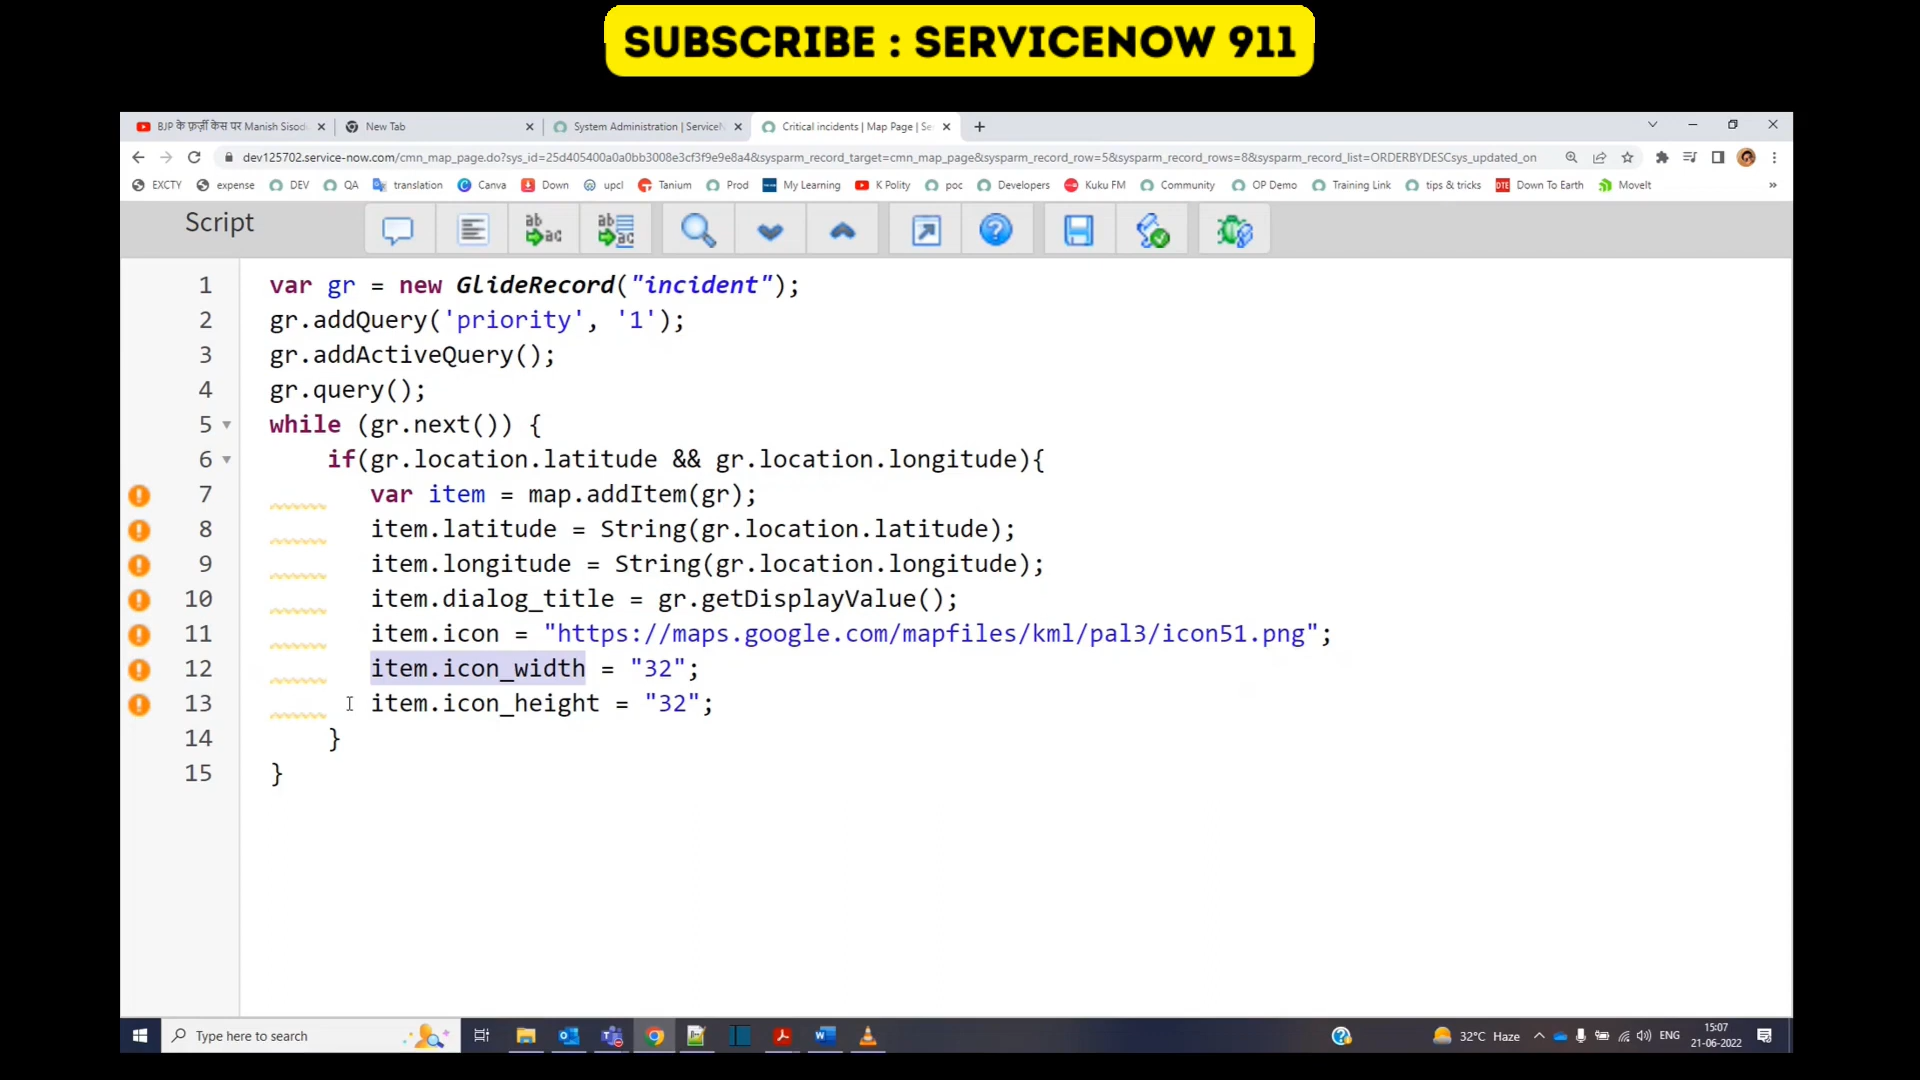 SUBSCRIBE : SERVICENOW 911
BJP के फ़र्ज़ी केस पर Manish Sisod
New Tab
System Administration | Service
Critical incidents | Map Page | Se
dev125702.service-now.com/cmn_map_page.do?sys_id=25d405400a0a0bb3008e3cf3f9e9e8a4&sysparm_record_target=cmn_map_page&sysparm_record_row=5&sysparm_record_rows=8&sysparm_record_list=ORDERBYDESCsys_updated_on
EXCTY expense DEV QA translation Canva Down upcl Tanium Prod My Learning K Polity poc Developers Kuku FM Community OP Demo Training Link tips & tricks DTE Down To Earth MoveIt »
Script
1 var gr = new GlideRecord("incident");
2 gr.addQuery('priority', '1');
3 gr.addActiveQuery();
4 gr.query();
5 while (gr.next()) {
6 if(gr.location.latitude && gr.location.longitude){
7 var item = map.addItem(gr);
8 item.latitude = String(gr.location.latitude);
9 item.longitude = String(gr.location.longitude);
10 item.dialog_title = gr.getDisplayValue();
11 item.icon = "https://maps.google.com/mapfiles/kml/pal3/icon51.png";
12 item.icon_width = "32";
13 item.icon_height = "32";
14 }
15 }
Type here to search
32°C Haze
ENG
15:07
21-06-2022